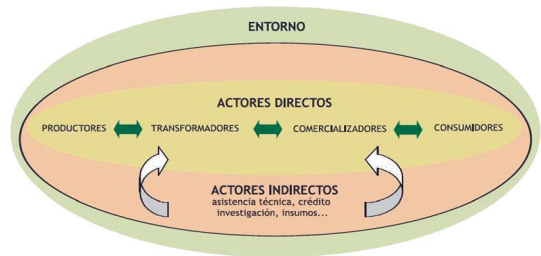 ENTORNO
ACTORES DIRECTOS
PRODUCTORES TRANSFORMADORES COMERCIALIZADORES CONSUMIDORES
ACTORES INDIRECTOS
asistencia técnica, crédito
investigación, insumos...